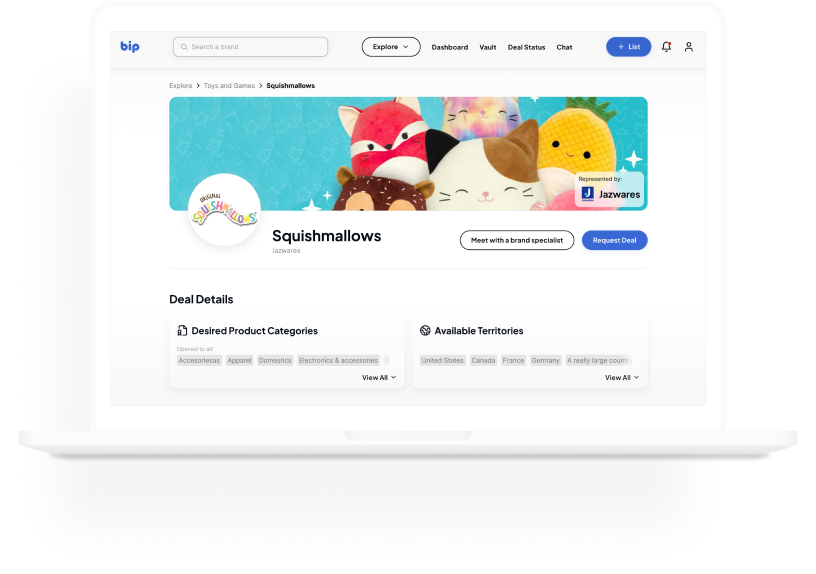 bip
Search a brand
Explore
Dashboard
Vault
Deal Status
Chat
+ List
Explore > Toys and Games > Squishmallows
Represented by:
J Jazwares
ORIGINAL
SQUISHMALLOWS
Squishmallows
Jazwares
Meet with a brand specialist
Request Deal
Deal Details
Desired Product Categories
Opened to all:
Accesoriesas
Apparel
Domestics
Electronics & accessories
View All
Available Territories
United States
Canada
France
Germany
A really large country
View All